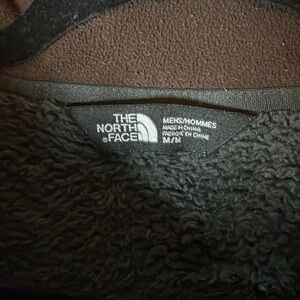 THE
NORTH
FACE
MENS/HOMMES
MADE IN CHINA
FABRIQUÉ EN CHINE
M/M